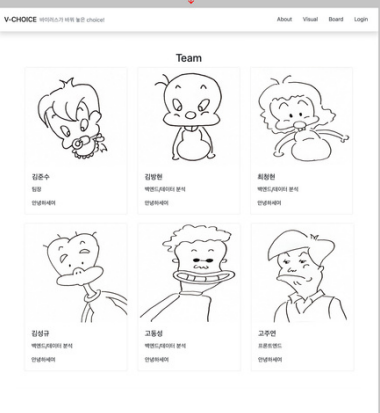 V-CHOICE 바이러스가 바꿔 놓은 choice!
About Visual Board Login
Team
김준수
팀장
안녕하세여
김방현
백엔드/데이터 분석
안녕하세여
최창현
백엔드/데이터 분석
안녕하세여
김성규
백엔드/데이터 분석
안녕하세여
고동성
백엔드/데이터 분석
안녕하세여
고주연
프론트엔드
안녕하세여